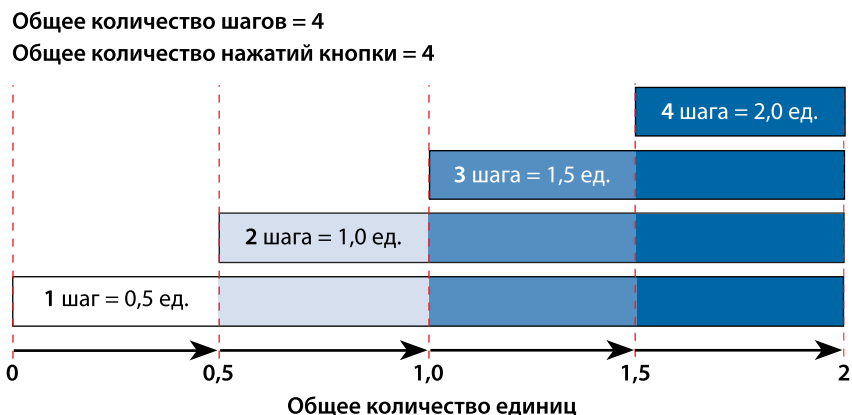 Общее количество шагов = 4
Общее количество нажатий кнопки = 4
4 шага = 2,0 ед.
3 шага = 1,5 ед.
2 шага = 1,0 ед.
1 шаг = 0,5 ед.
0 0,5 1,0 1,5 2
Общее количество единиц